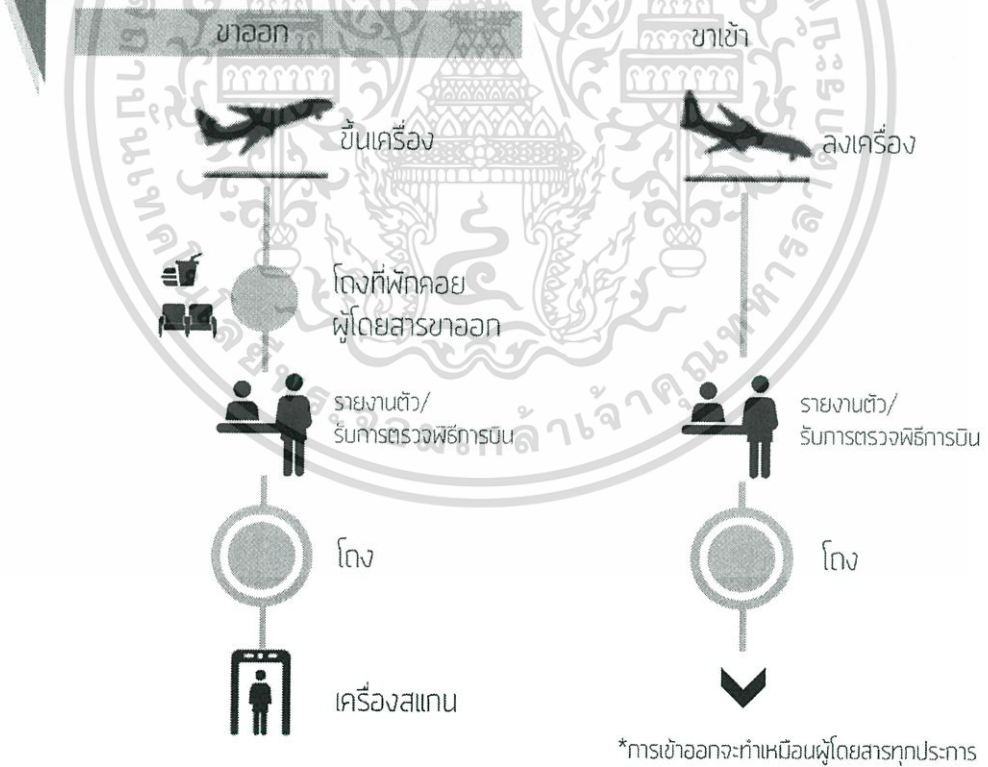 ขาออก
ขึ้นเครื่อง
โถงที่พักคอย
ผู้โดยสารขาออก
รายงานตัว/
รับการตรวจพิธีการบิน
โถง
เครื่องสแกน
ขาเข้า
ลงเครื่อง
รายงานตัว/
รับการตรวจพิธีการบิน
โถง
*การเข้าออกจะทำเหมือนผู้โดยสารทุกประการ